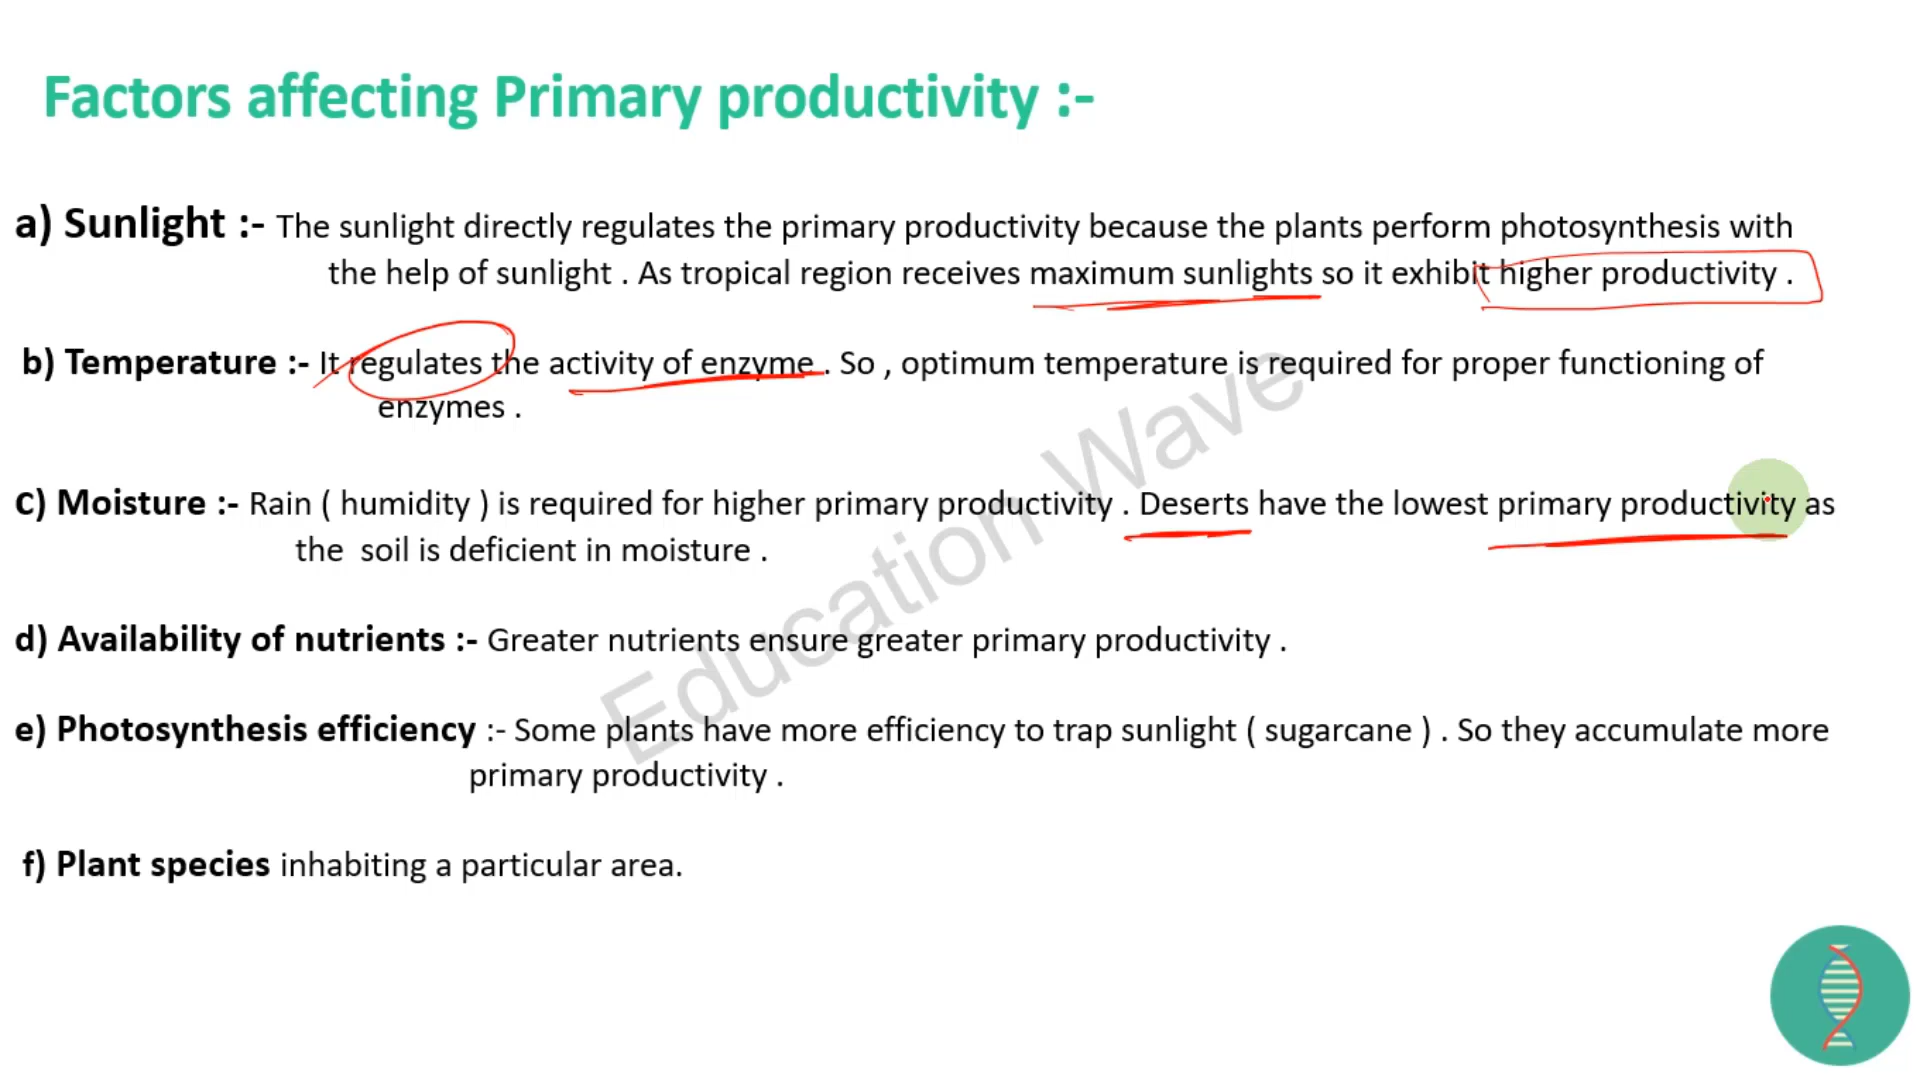 Factors affecting Primary productivity :-
a) Sunlight :- The sunlight directly regulates the primary productivity because the plants perform photosynthesis with
the help of sunlight . As tropical region receives maximum sunlights so it exhibit higher productivity .
b) Temperature :- It regulates the activity of enzyme . So , optimum temperature is required for proper functioning of
enzymes .
C) Moisture :- Rain ( humidity ) is required for higher primary productivity . Deserts have the lowest primary productivity as
the soil is deficient in moisture .
d) Availability of nutrients :- Greater nutrients ensure greater primary productivity .
e) Photosynthesis efficiency :- Some plants have more efficiency to trap sunlight ( sugarcane ) . So they accumulate more
primary productivity .
f) Plant species inhabiting a particular area.
Education Wave